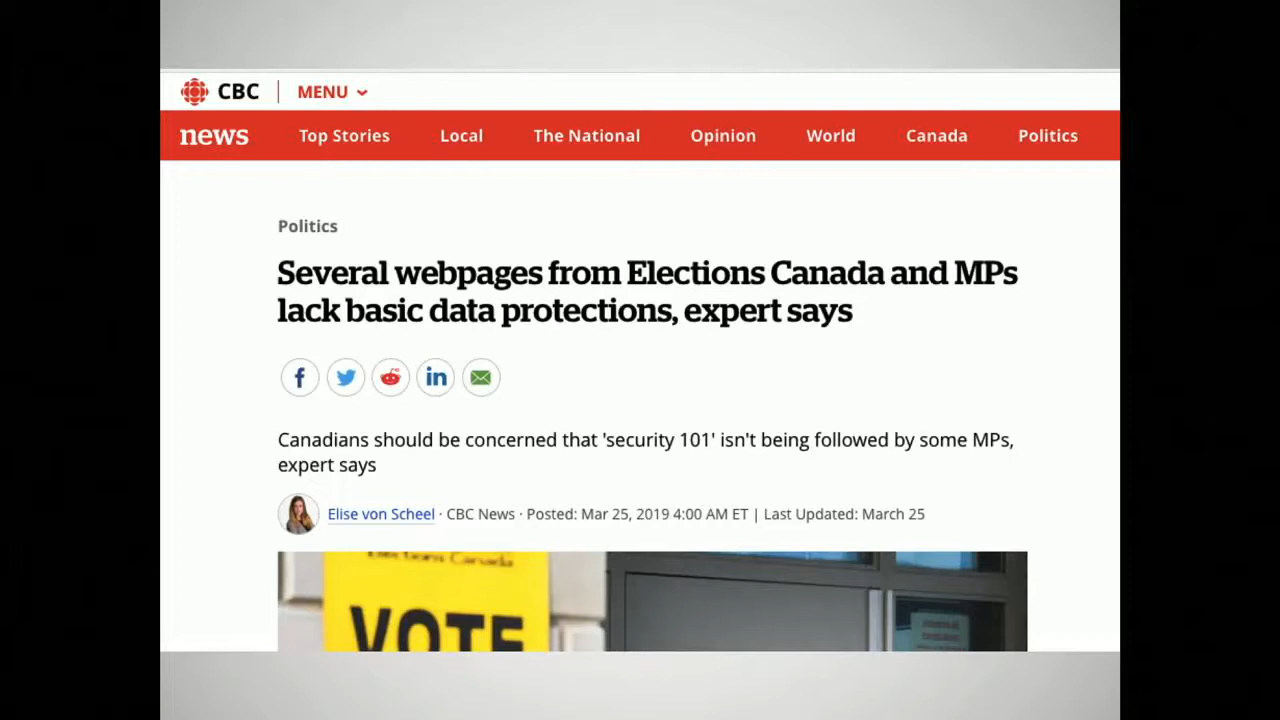 CBC MENU
news Top Stories Local The National Opinion World Canada Politics
Politics
Several webpages from Elections Canada and MPs
lack basic data protections, expert says
Canadians should be concerned that 'security 101' isn't being followed by some MPs,
expert says
Elise von Scheel · CBC News · Posted: Mar 25, 2019 4:00 AM ET | Last Updated: March 25
Elections Canada
VOTE